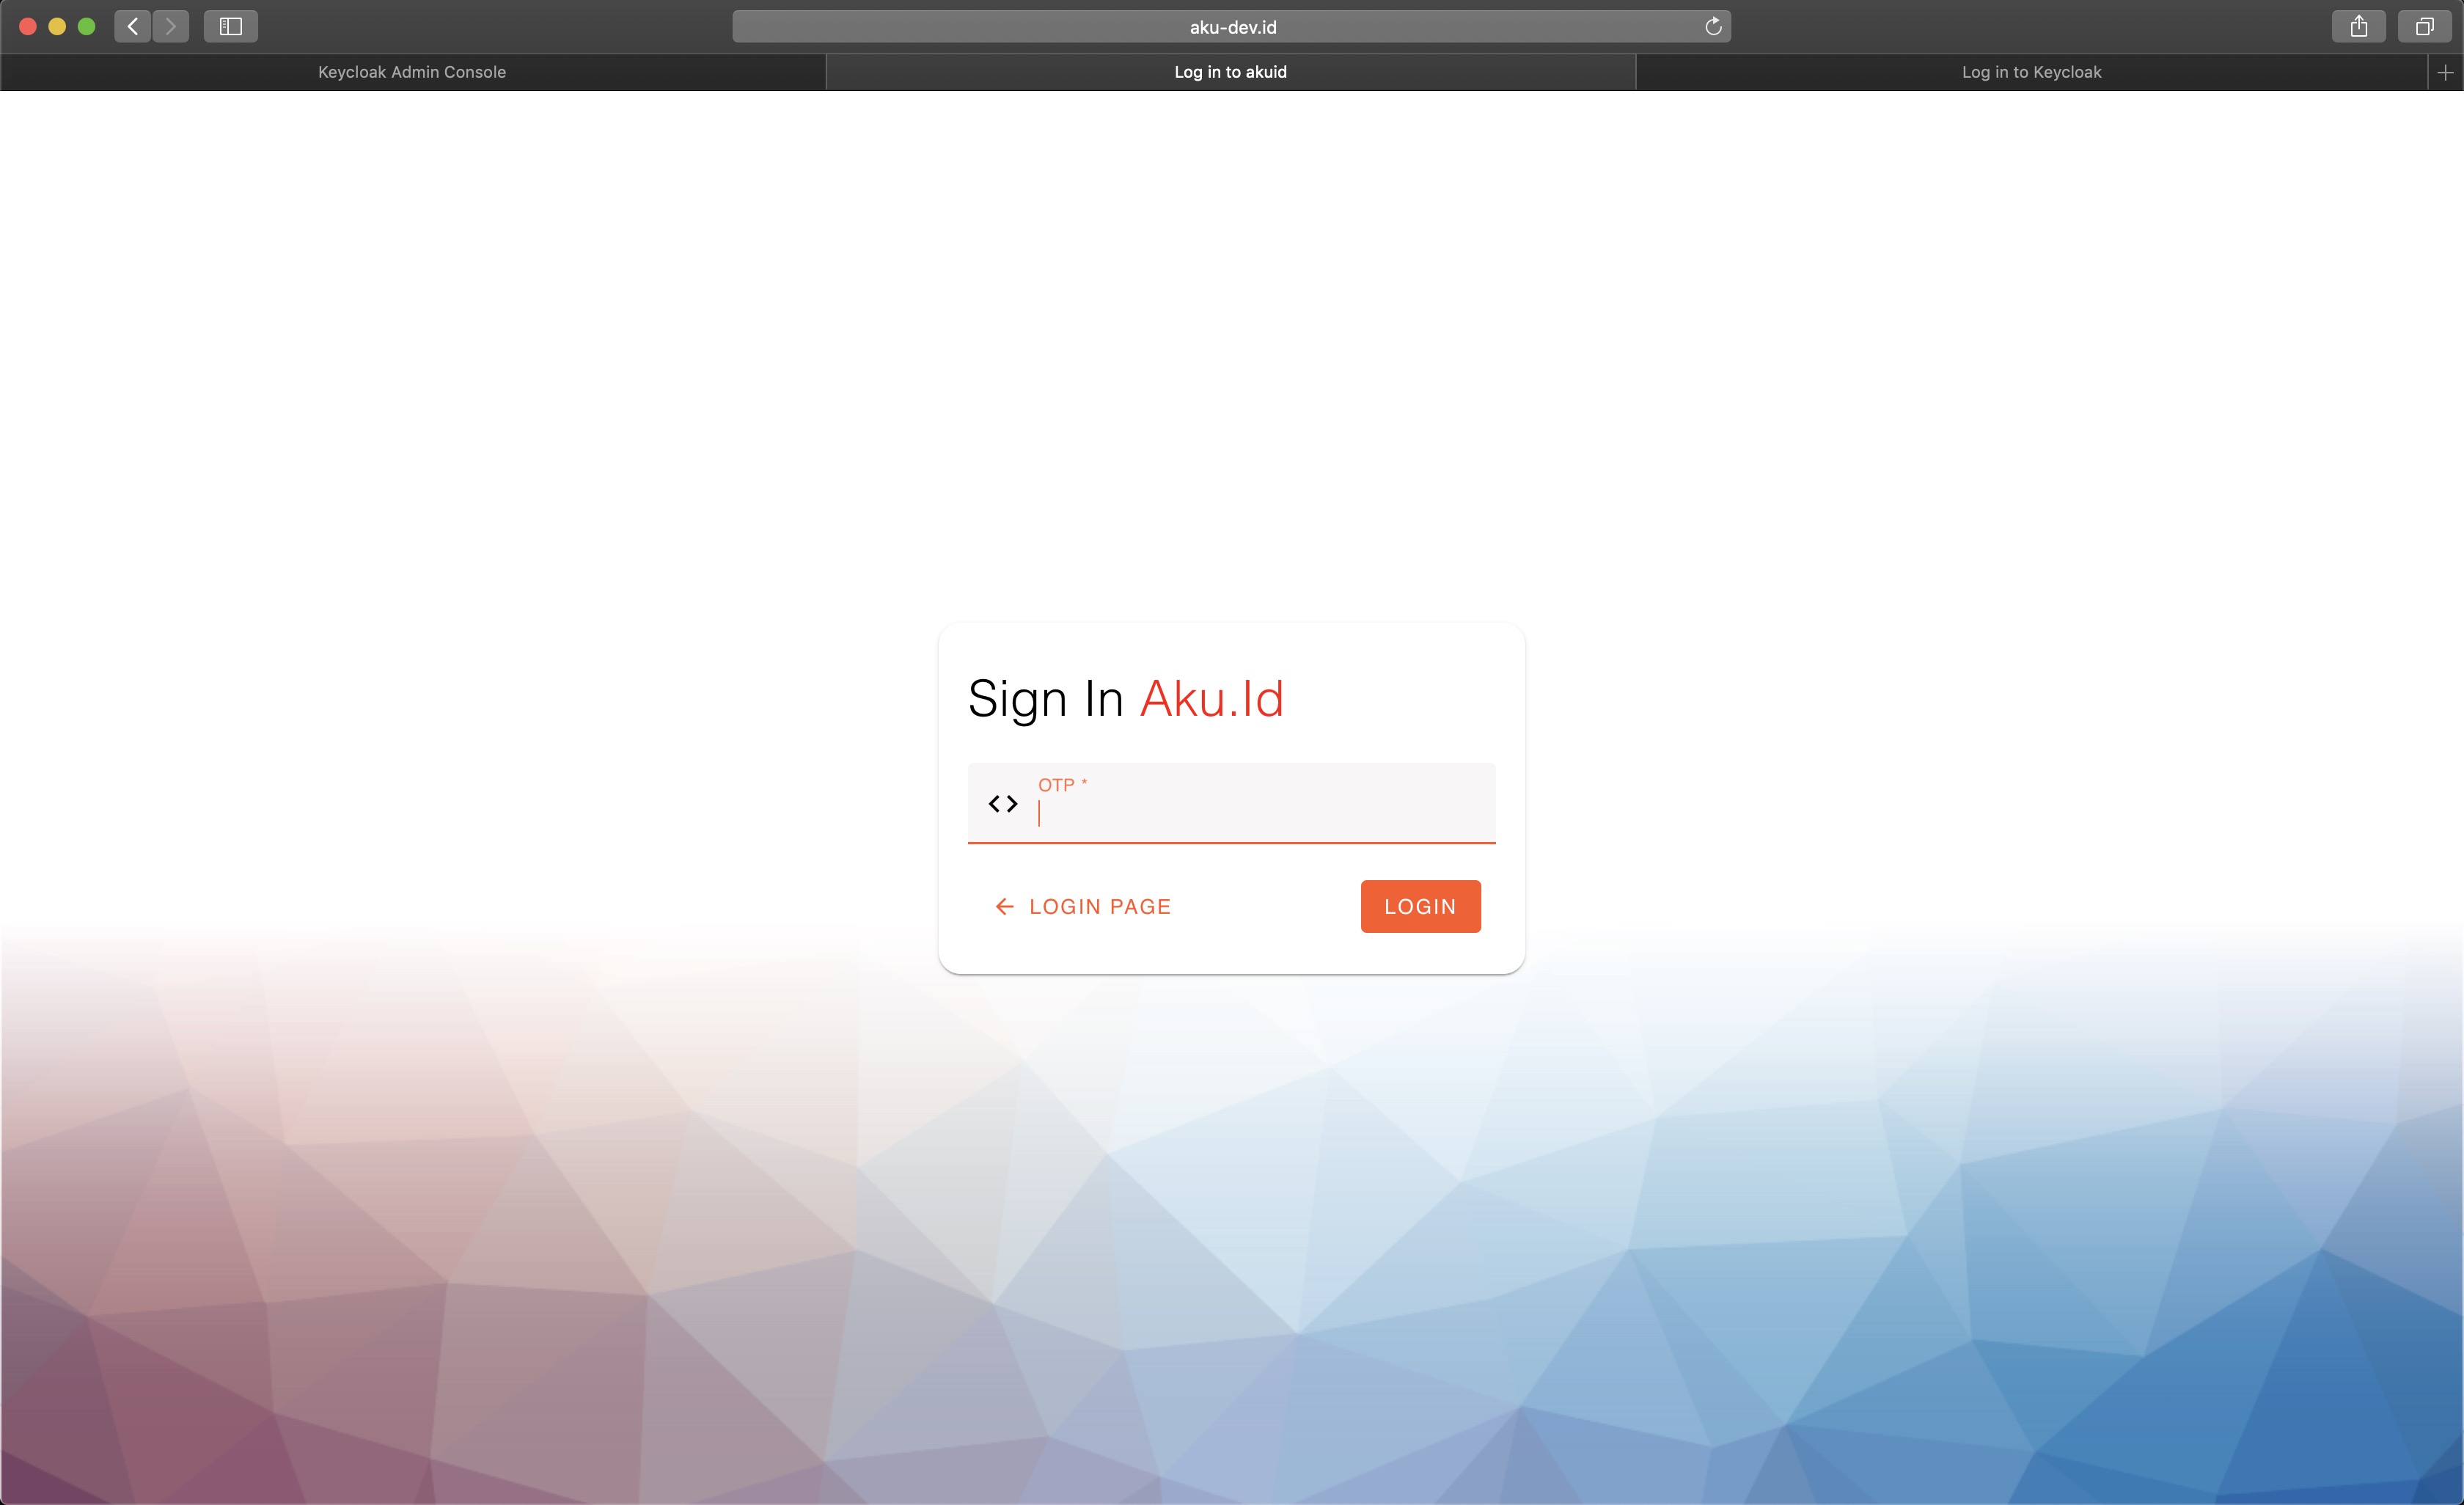 aku-dev.id
Keycloak Admin Console
Log in to akuid
Log in to Keycloak
Sign In Aku.Id
OTP *
LOGIN PAGE
LOGIN